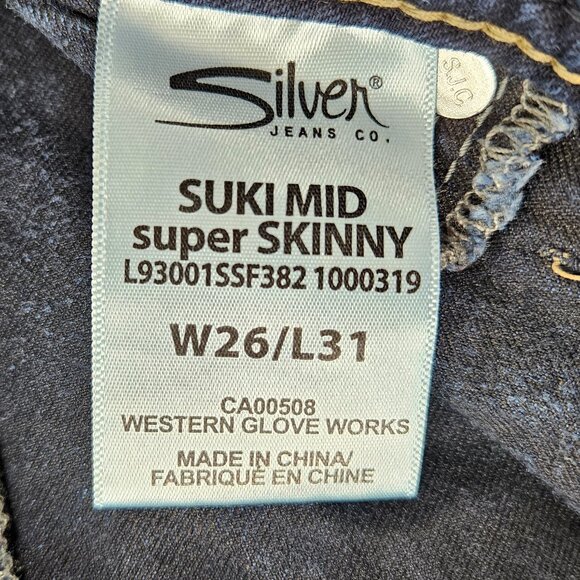 Silver®
JEANS CO.
S.J.C.
SUKI MID
super SKINNY
L93001SSF382 1000319
W26/L31
CA00508
WESTERN GLOVE WORKS
MADE IN CHINA/
FABRIQUÉ EN CHINE